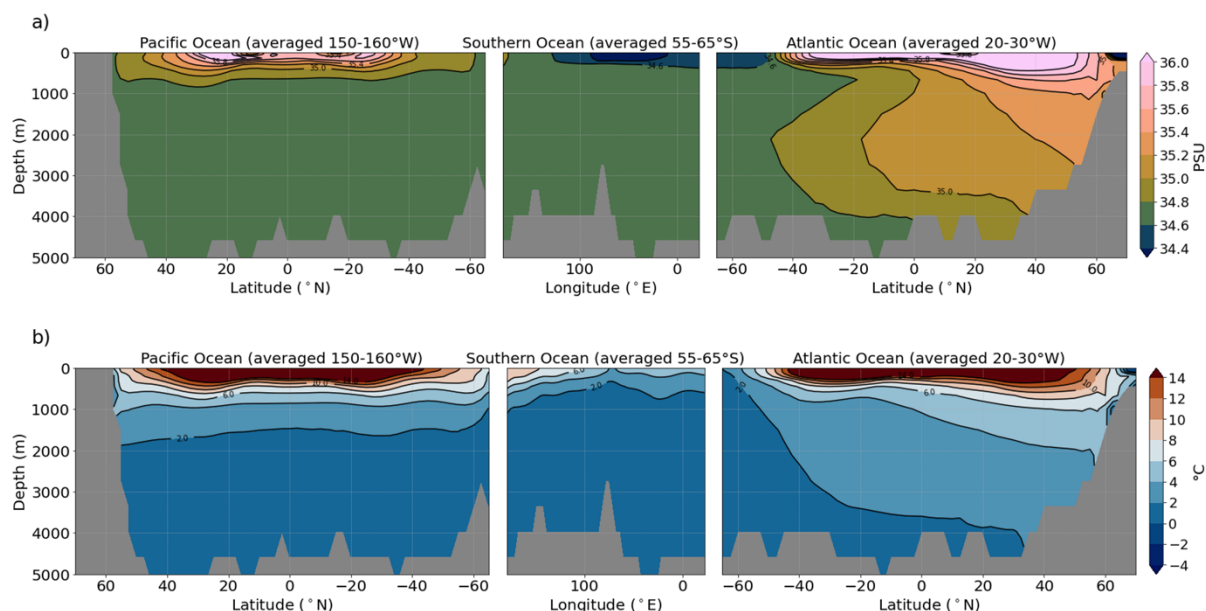 a)
Pacific Ocean (averaged 150-160°W)
Southern Ocean (averaged 55-65°S)
Atlantic Ocean (averaged 20-30°W)
0
1000
2000
3000
4000
5000
Depth (m)
35.0
34.6
35.0
60 40 20 0 −20 −40 −60
Latitude (°N)
100 0
Longitude (°E)
−60 −40 −20 0 20 40 60
Latitude (°N)
36.0
35.8
35.6
35.4
35.2
35.0
34.8
34.6
34.4
PSU
b)
Pacific Ocean (averaged 150-160°W)
Southern Ocean (averaged 55-65°S)
Atlantic Ocean (averaged 20-30°W)
0
1000
2000
3000
4000
5000
Depth (m)
10.0
6.0
2.0
6.0
2.0
2.0
6.0
10.0
60 40 20 0 −20 −40 −60
Latitude (°N)
100 0
Longitude (°E)
−60 −40 −20 0 20 40 60
Latitude (°N)
14
12
10
8
6
4
2
0
−2
−4
°C